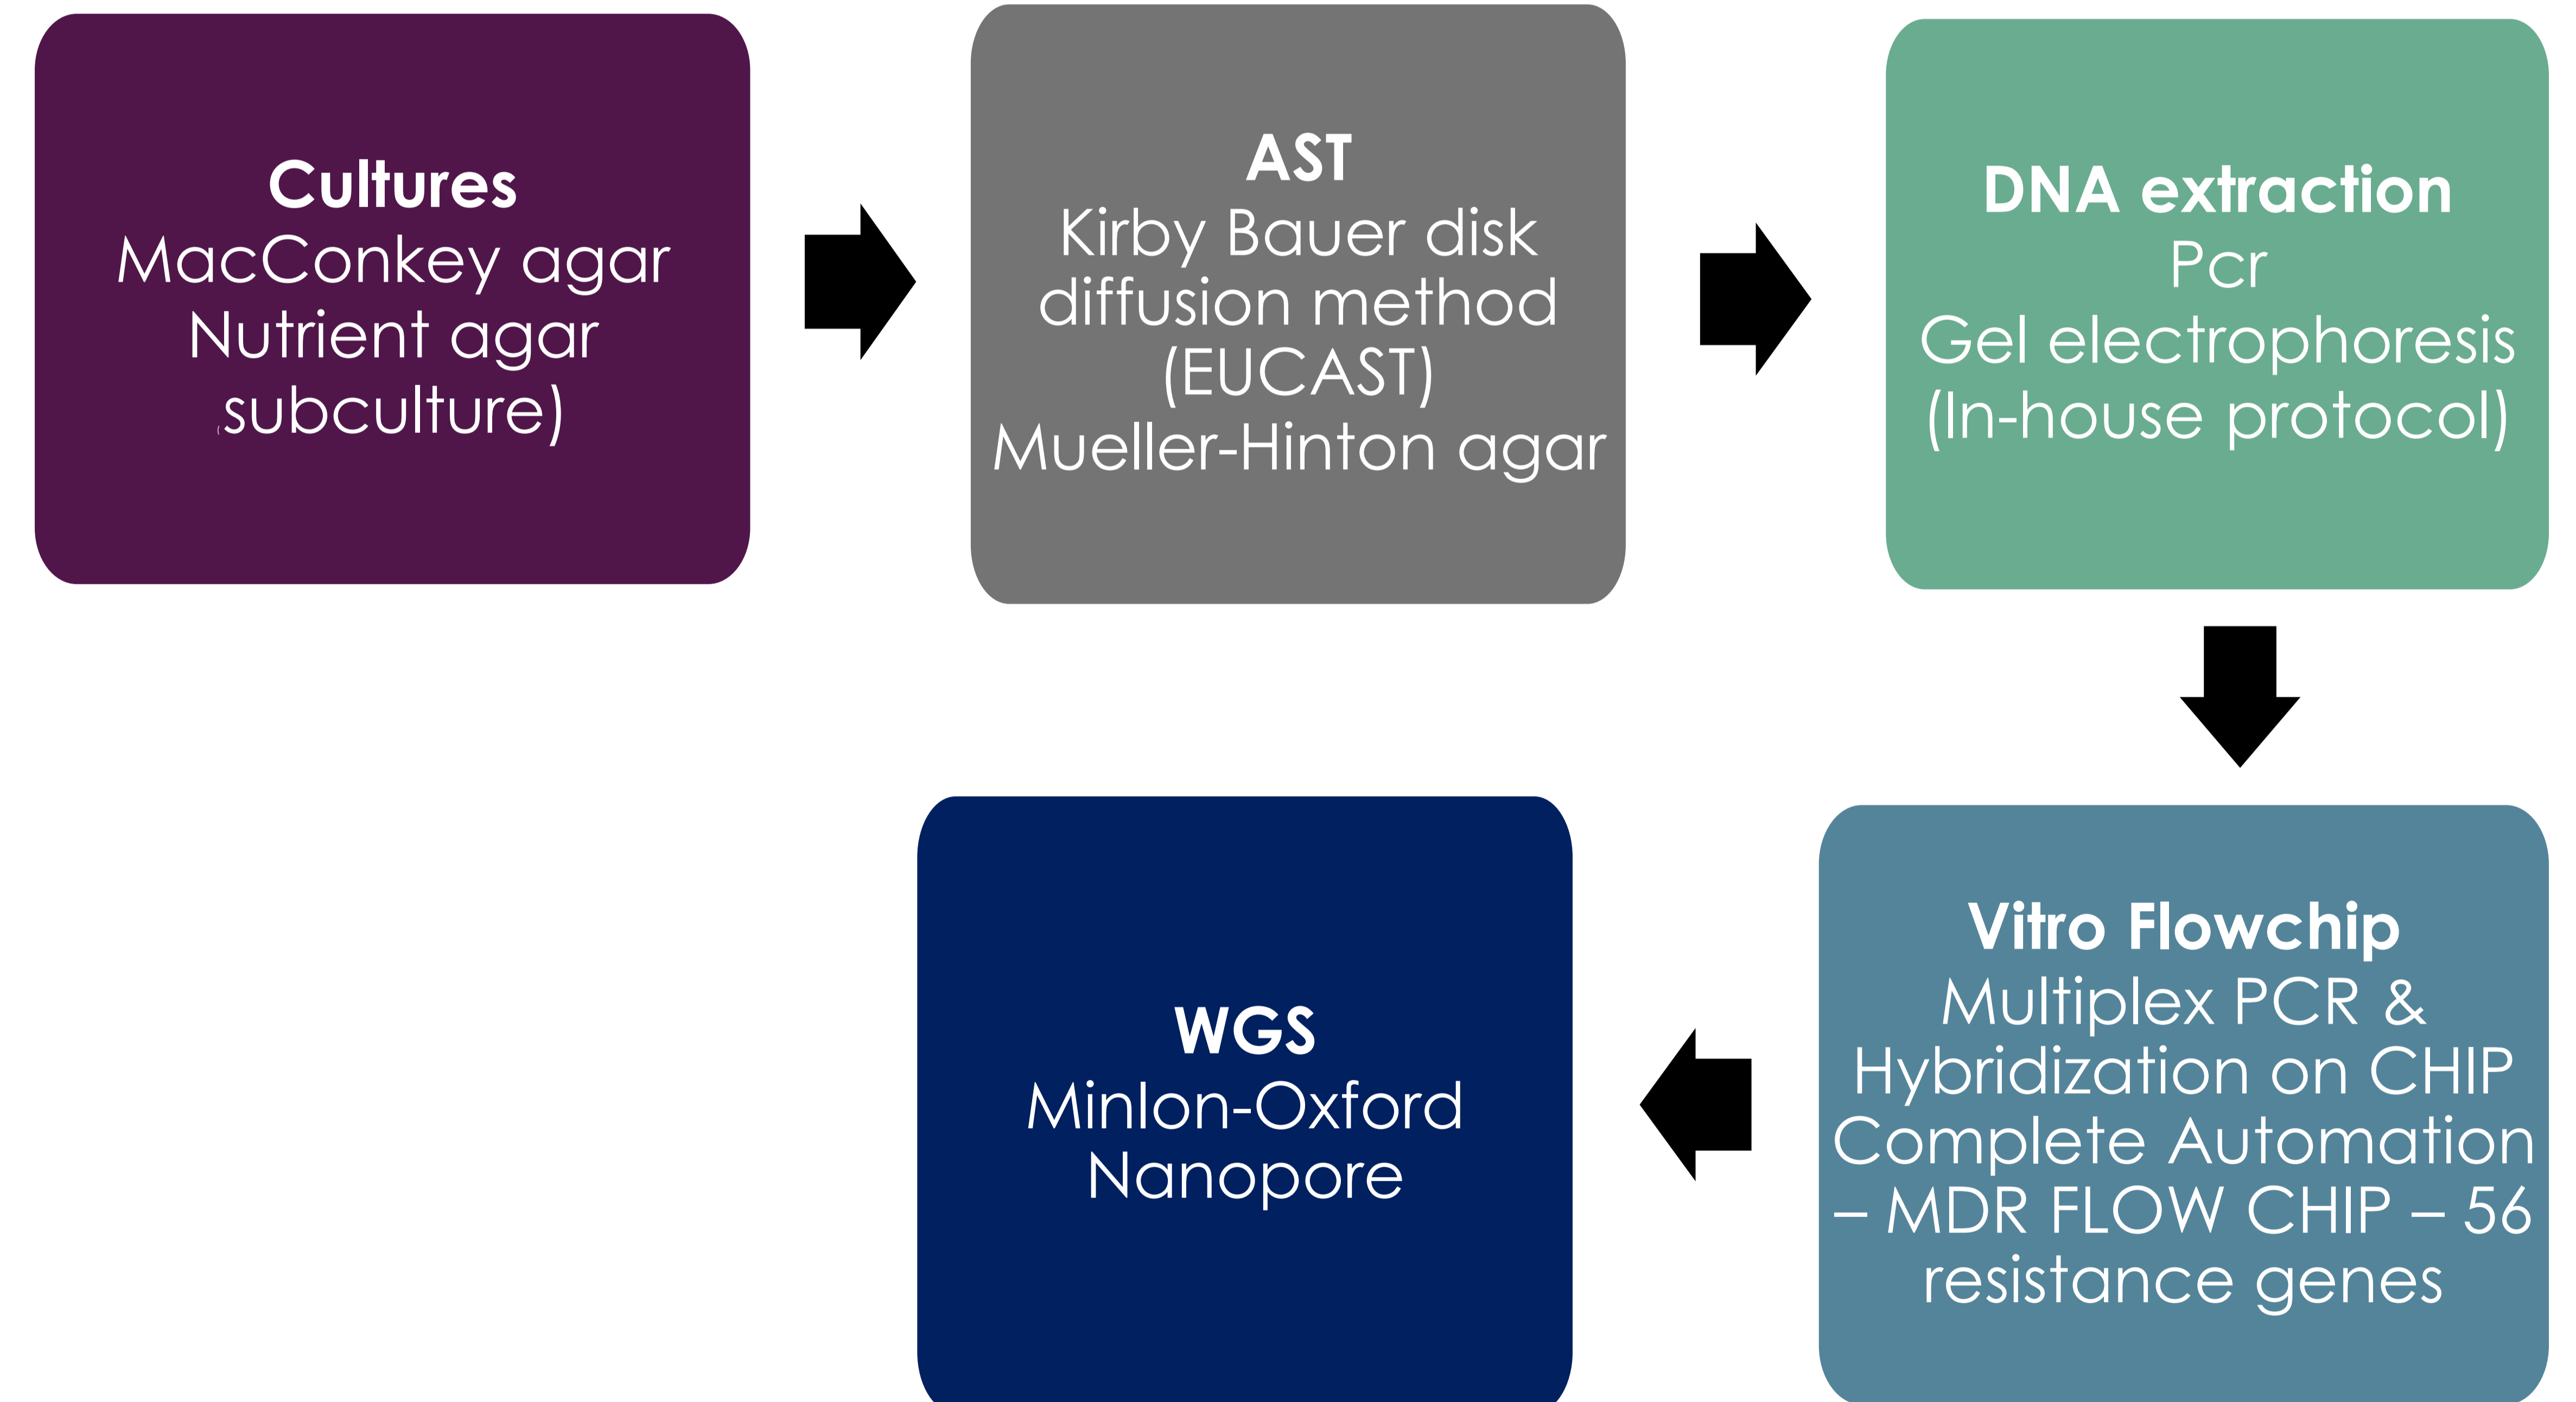 Cultures
MacConkey agar
Nutrient agar
(subculture)
AST
Kirby Bauer disk
diffusion method
(EUCAST)
Mueller-Hinton agar
DNA extraction
Pcr
Gel electrophoresis
(In-house protocol)
Vitro Flowchip
Multiplex PCR &
Hybridization on CHIP
Complete Automation
– MDR FLOW CHIP – 56
resistance genes
WGS
MinIon-Oxford
Nanopore